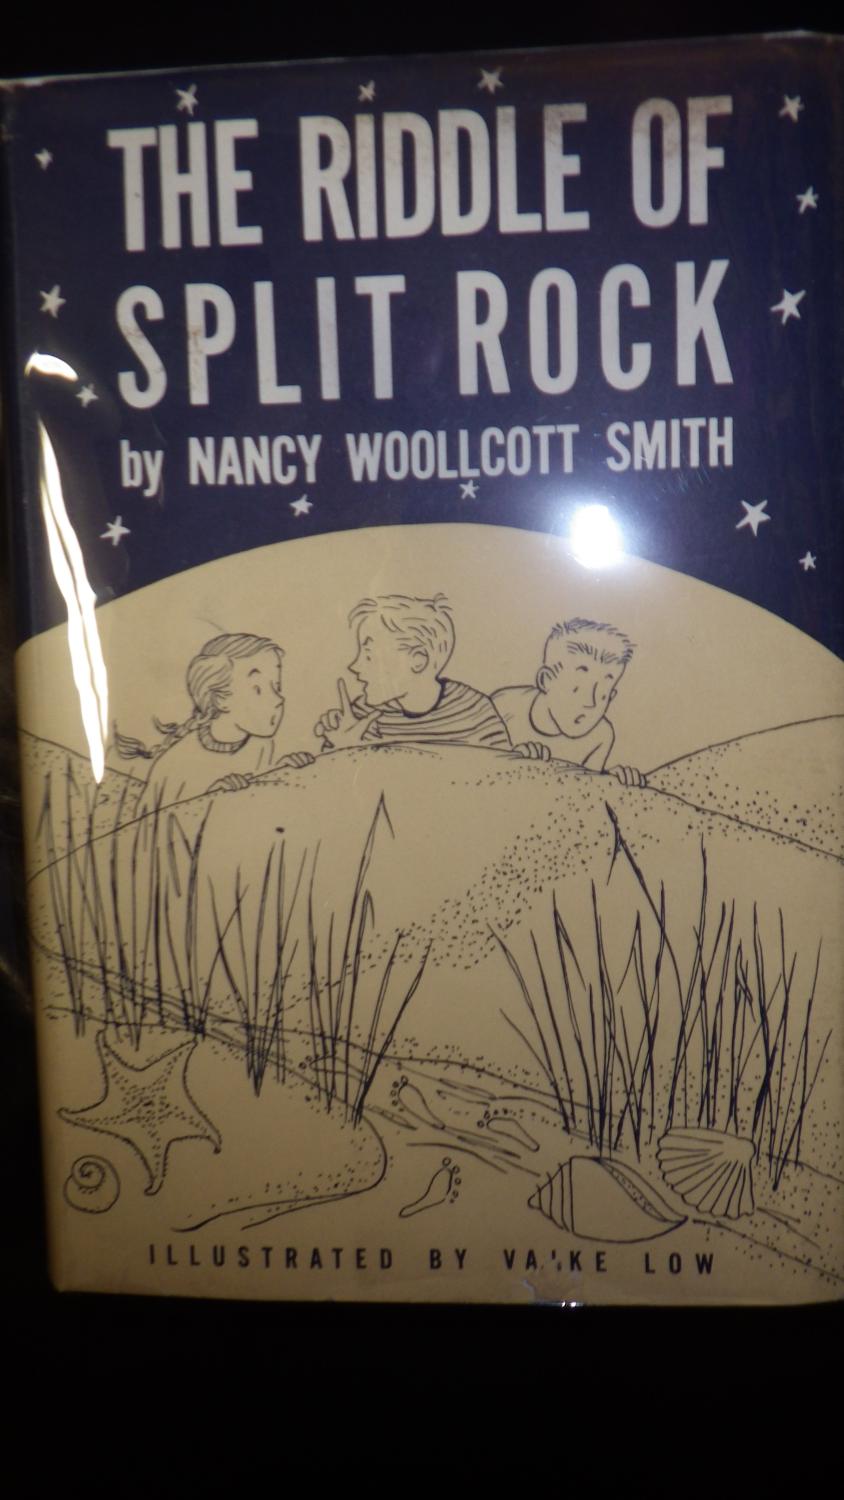 THE RIDDLE OF
SPLIT ROCK
by NANCY WOOLLCOTT SMITH
ILLUSTRATED BY LOW